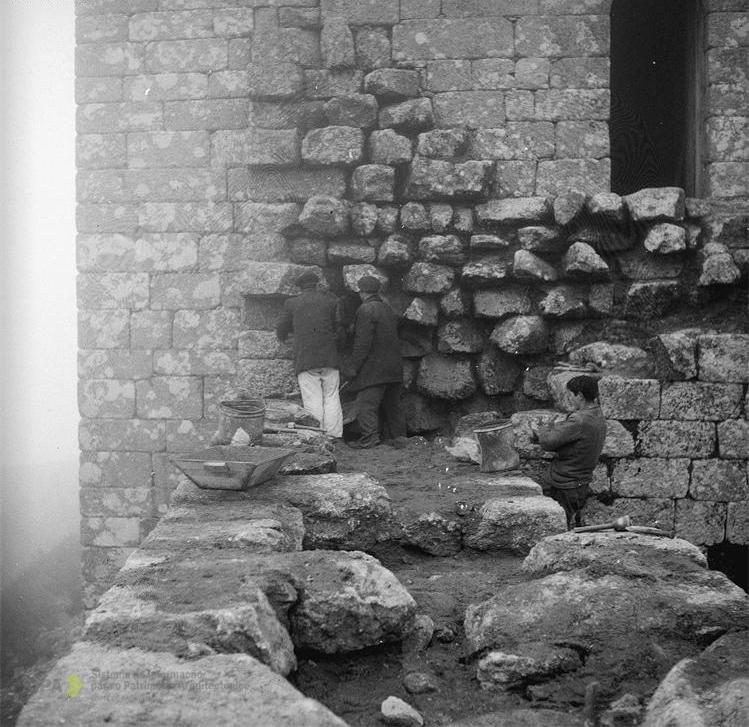 Sistema de Informação
para o Património Arquitectónico